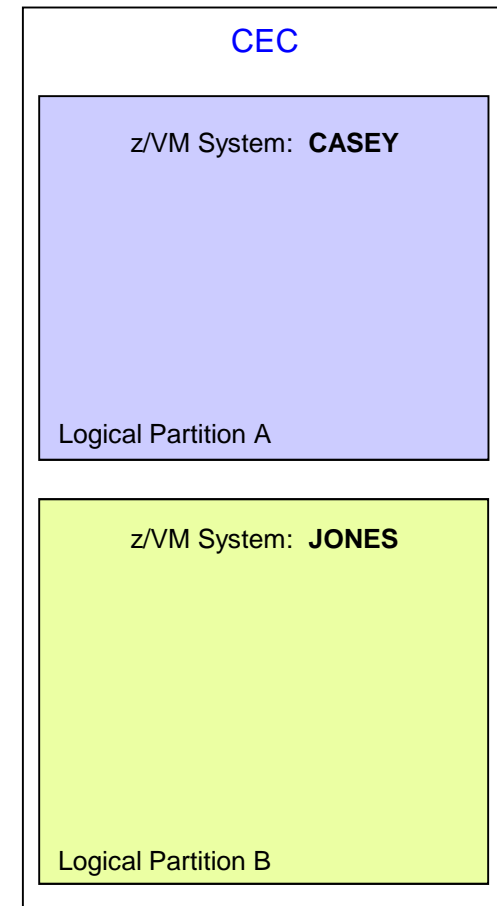 CEC
z/VM System: CASEY
Logical Partition A
z/VM System: JONES
Logical Partition B